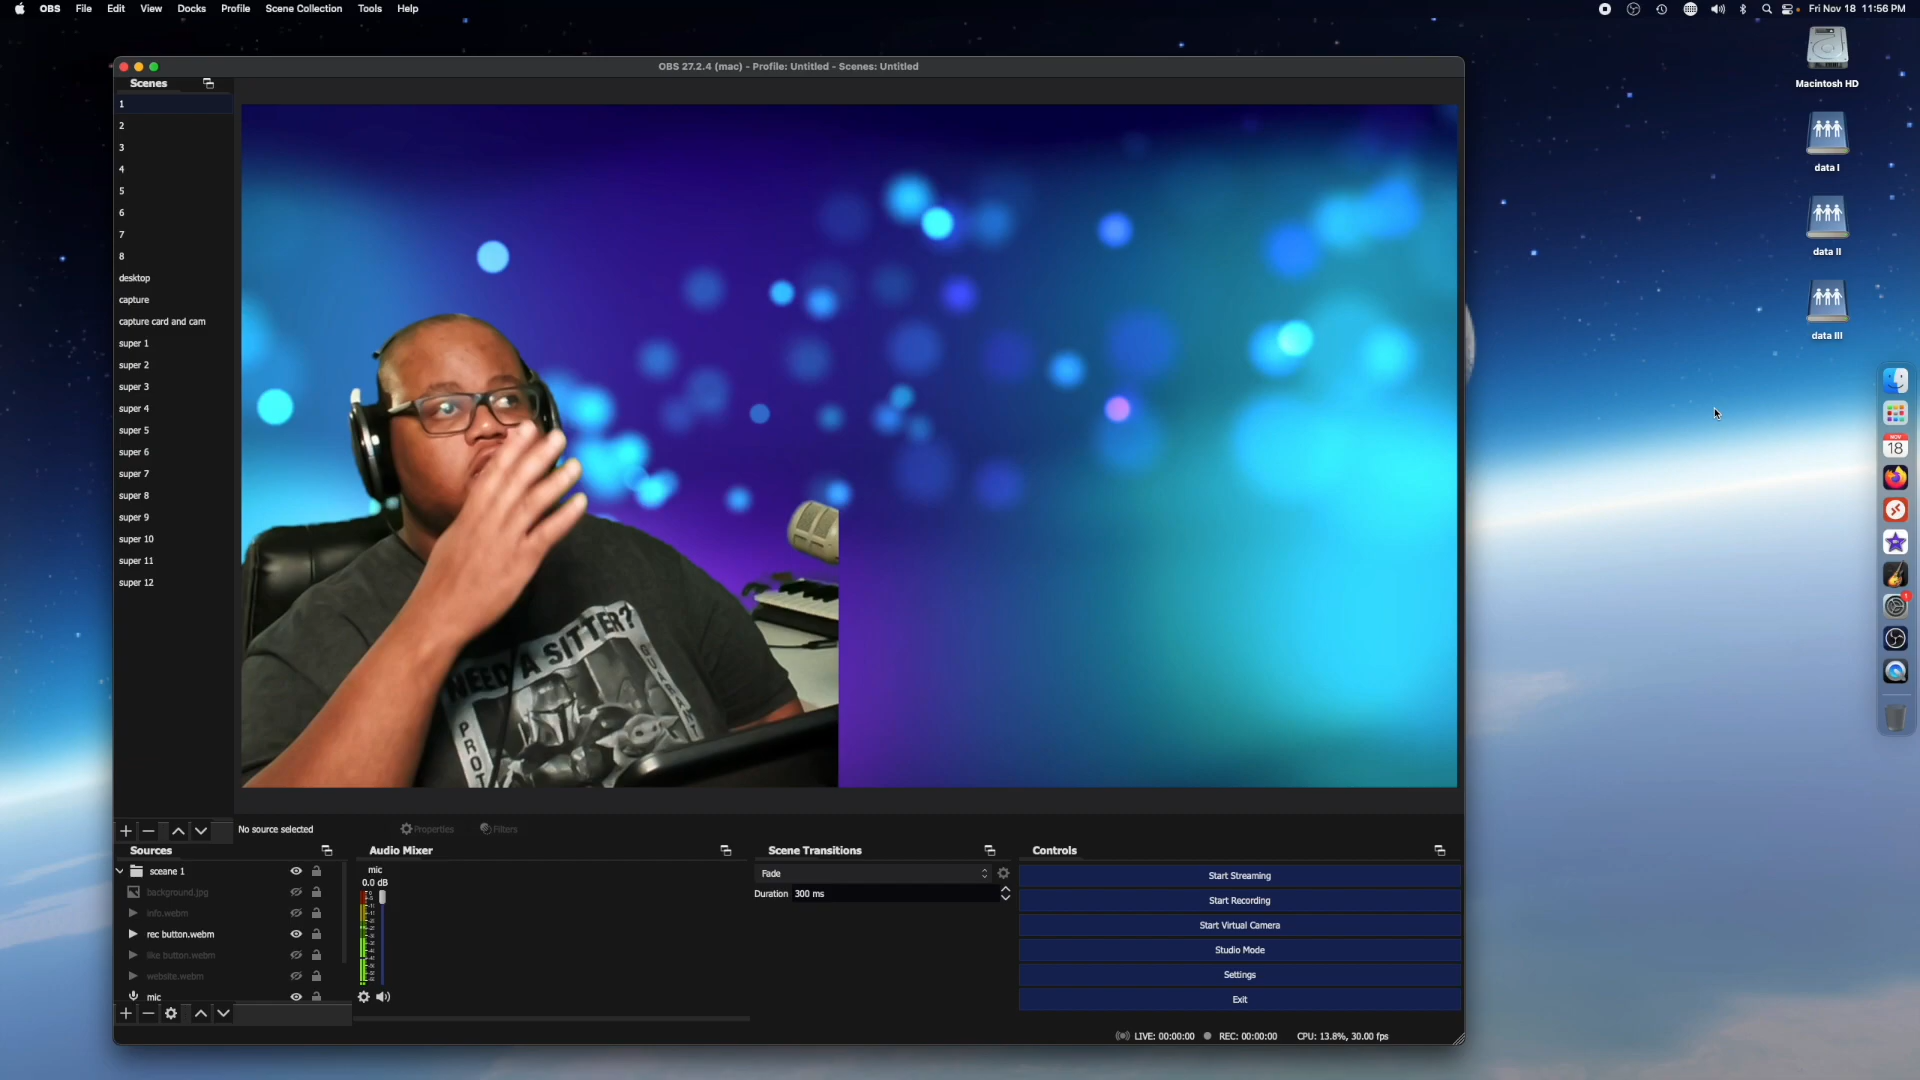 OBS File Edit View Docks Profile Scene Collection Tools Help
Fri Nov 18 11:56 PM
OBS 27.2.4 (mac) - Profile: Untitled - Scenes: Untitled
Scenes
1
2
3
4
5
6
7
8
desktop
capture
capture card and cam
super 1
super 2
super 3
super 4
super 5
super 6
super 7
super 8
super 9
super 10
super 11
super 12
NEED A SITTER?
Macintosh HD
data I
data II
data III
NOV
18
1
No source selected
Properties
Filters
Sources
sceane 1
background.jpg
info.webm
rec button.webm
like button.webm
website.webm
mic
Audio Mixer
mic
0.0 dB
Scene Transitions
Fade
Duration 300 ms
Controls
Start Streaming
Start Recording
Start Virtual Camera
Studio Mode
Settings
Exit
LIVE: 00:00:00 REC: 00:00:00 CPU: 13.8%, 30.00 fps